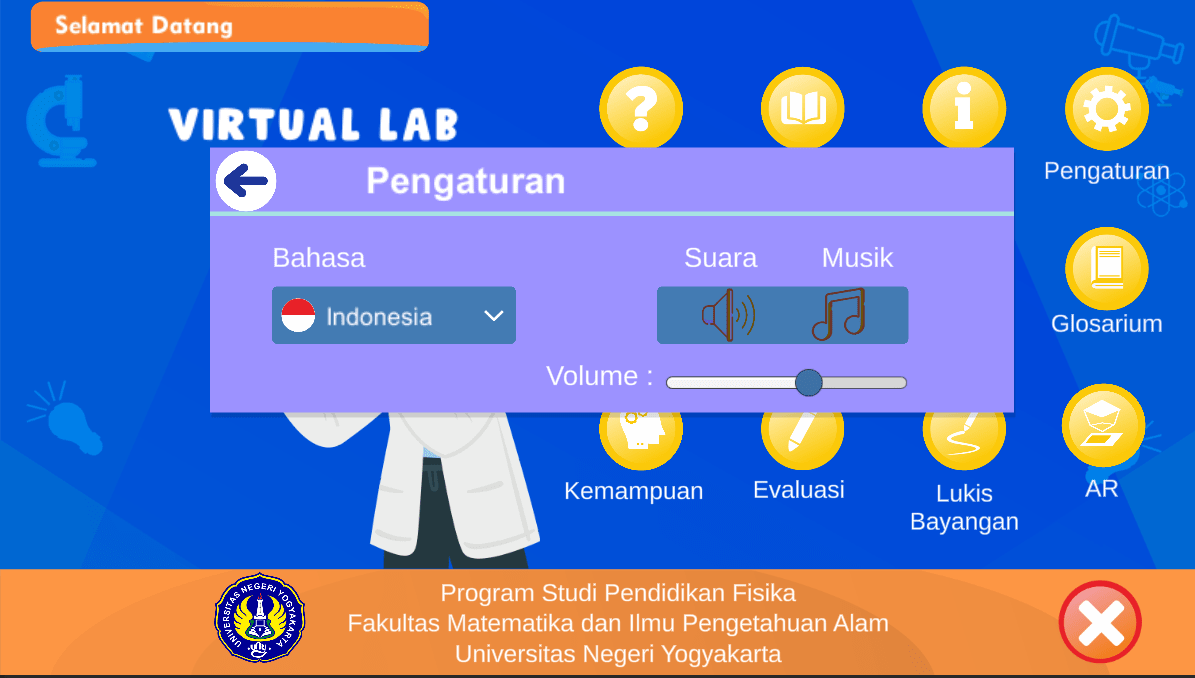 Selamat Datang
VIRTUAL LAB
Pengaturan
Pengaturan
Bahasa
Suara
Musik
Indonesia
Volume :
Glosarium
Kemampuan
Evaluasi
Lukis
Bayangan
AR
UNIVERSITAS NEGERI YOGYAKARTA
Program Studi Pendidikan Fisika
Fakultas Matematika dan Ilmu Pengetahuan Alam
Universitas Negeri Yogyakarta